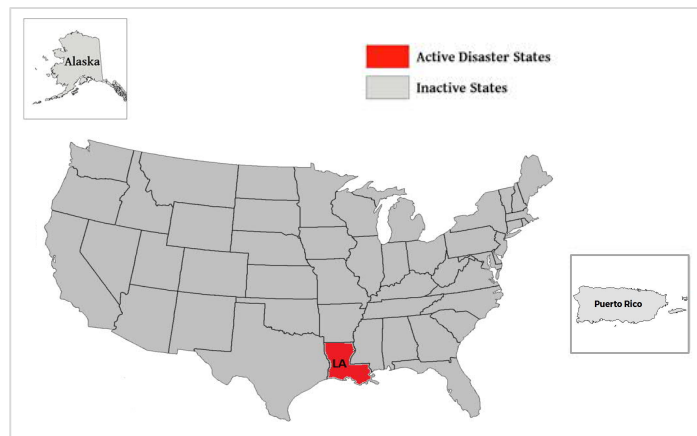 Alaska
Active Disaster States
Inactive States
Puerto Rico
LA